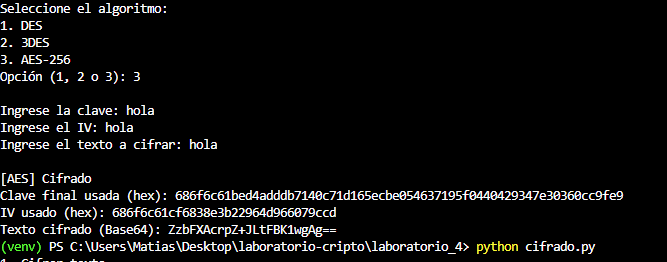 Seleccione el algoritmo:
1. DES
2. 3DES
3. AES-256
Opción (1, 2 o 3): 3
Ingrese la clave: hola
Ingrese el IV: hola
Ingrese el texto a cifrar: hola
[AES] Cifrado
Clave final usada (hex): 686f6c61bed4adddb7140c71d165ecbe054637195f0440429347e30360cc9fe9
IV usado (hex): 686f6c61cf6838e3b22964d966079ccd
Texto cifrado (Base64): ZzbFXAcrpZ+JLtFBK1wgAg==
(venv) PS C:\Users\Matias\Desktop\laboratorio-cripto\laboratorio_4> python cifrado.py